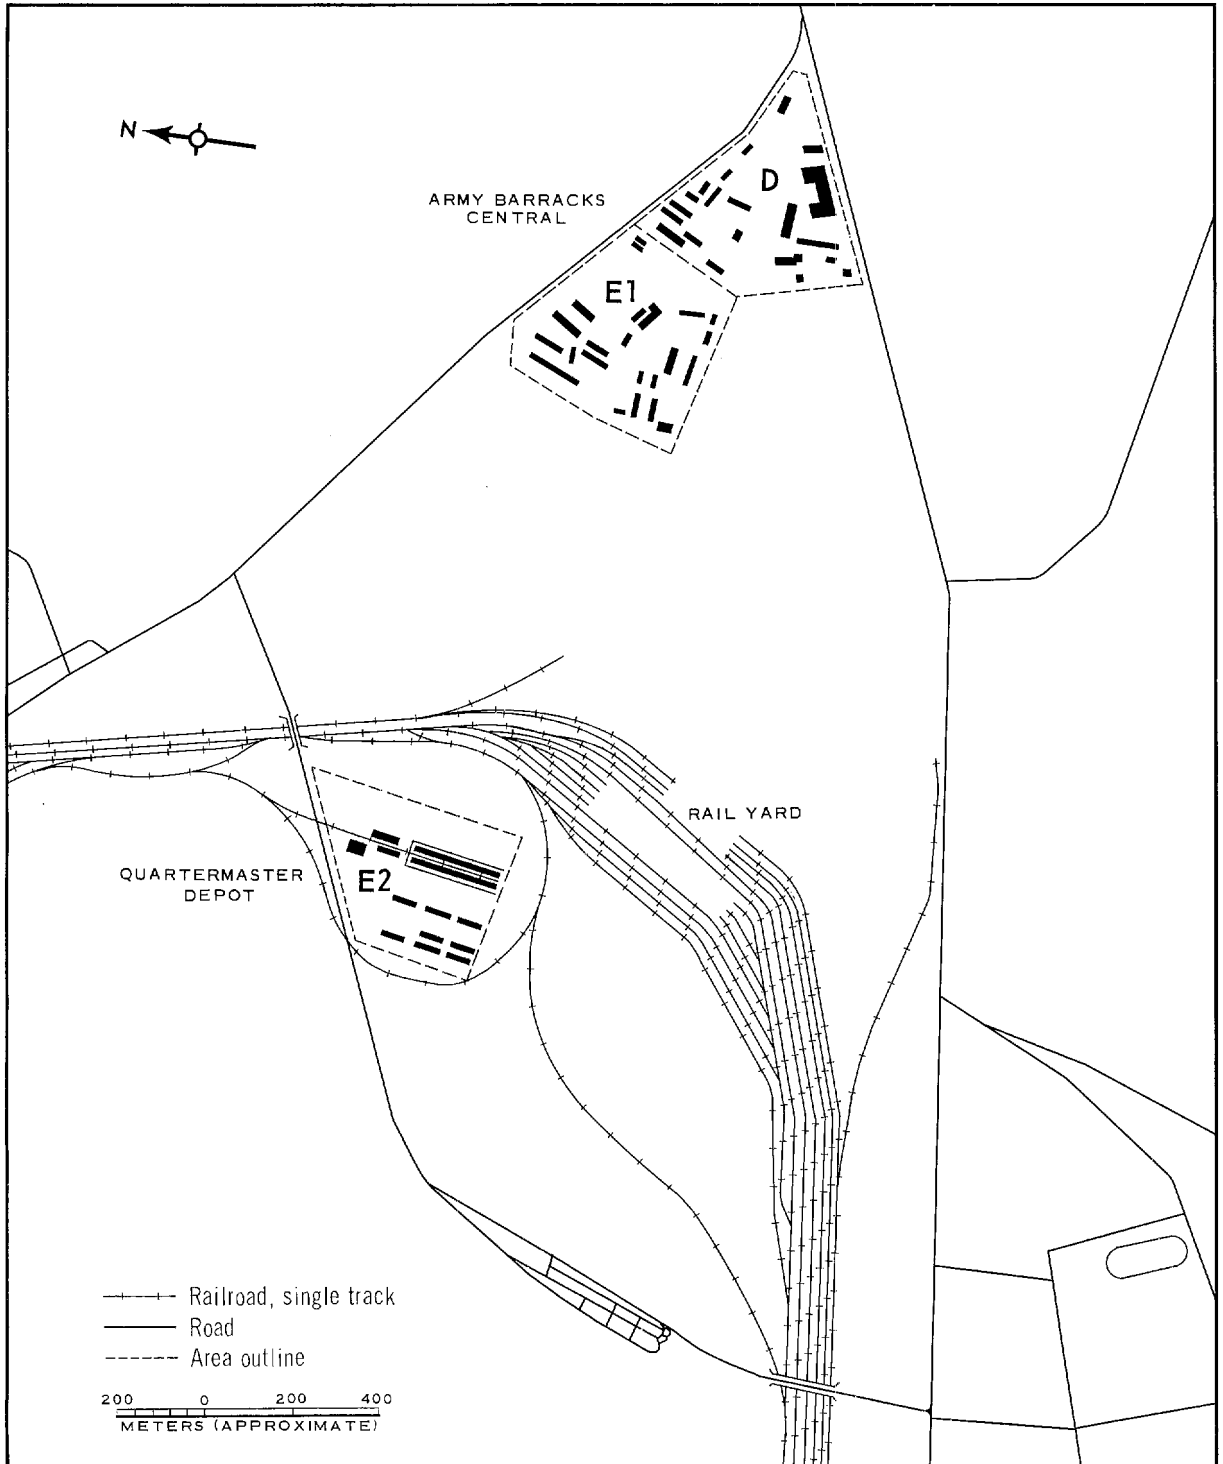 N
ARMY BARRACKS
CENTRAL
D
E1
RAIL YARD
QUARTERMASTER
DEPOT
E2
Railroad, single track
Road
Area outline
200 0 200 400
METERS (APPROXIMATE)